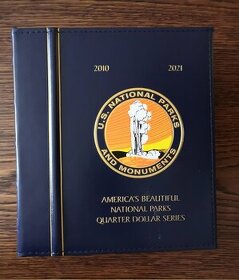 2010 2021
U.S. NATIONAL PARKS
AND MONUMENTS
AMERICA'S BEAUTIFUL
NATIONAL PARKS
QUARTER DOLLAR SERIES